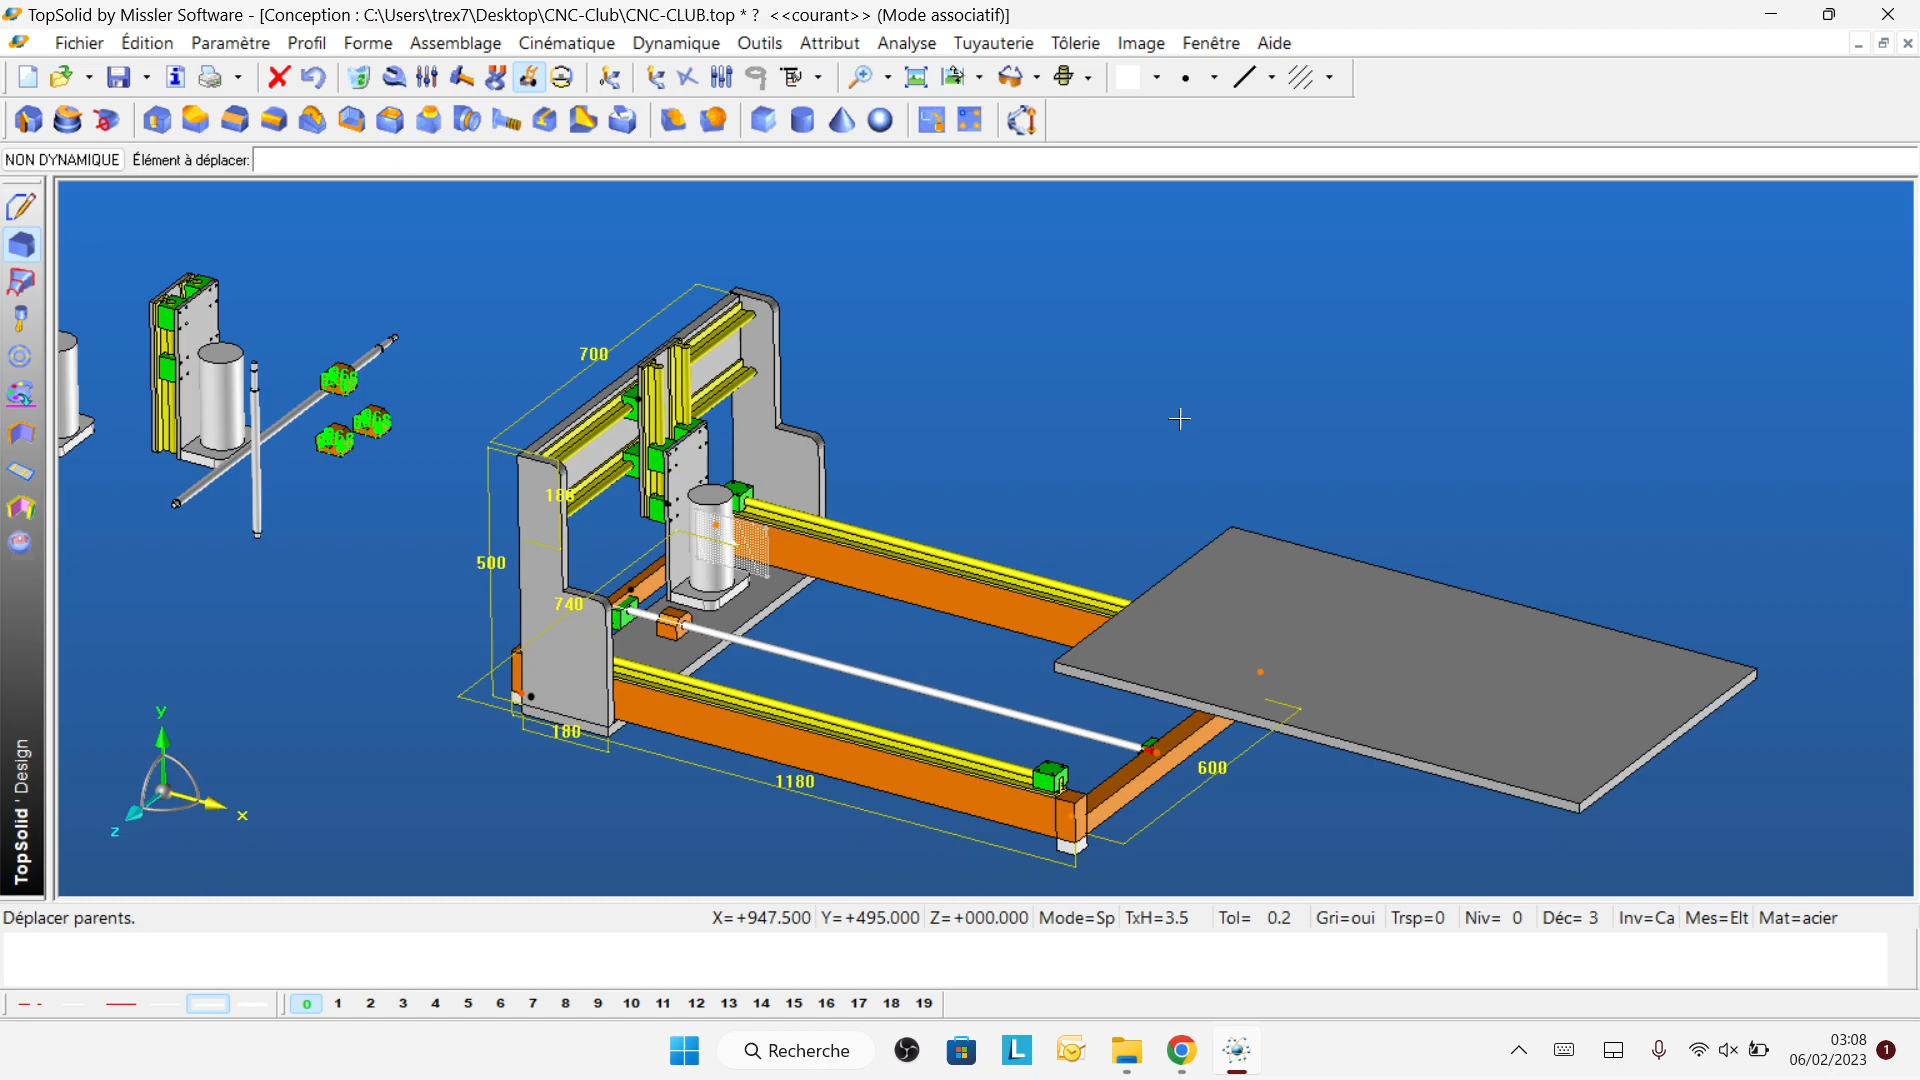 TopSolid by Missler Software - [Conception : C:\Users\trex7\Desktop\CNC-Club\CNC-CLUB.top * ? <<courant>> (Mode associatif)]
Fichier Édition Paramètre Profil Forme Assemblage Cinématique Dynamique Outils Attribut Analyse Tuyauterie Tôlerie Image Fenêtre Aide
NON DYNAMIQUE Élément à déplacer:
700
180
500
740
180
1180
600
y
x
z
TopSolid'Design
Déplacer parents. X=+947.500 Y=+495.000 Z=+000.000 Mode=Sp TxH=3.5 Tol= 0.2 Gri=oui Trsp=0 Niv= 0 Déc= 3 Inv=Ca Mes=Elt Mat=acier
0 1 2 3 4 5 6 7 8 9 10 11 12 13 14 15 16 17 18 19
Recherche
L
03:08
06/02/2023
1